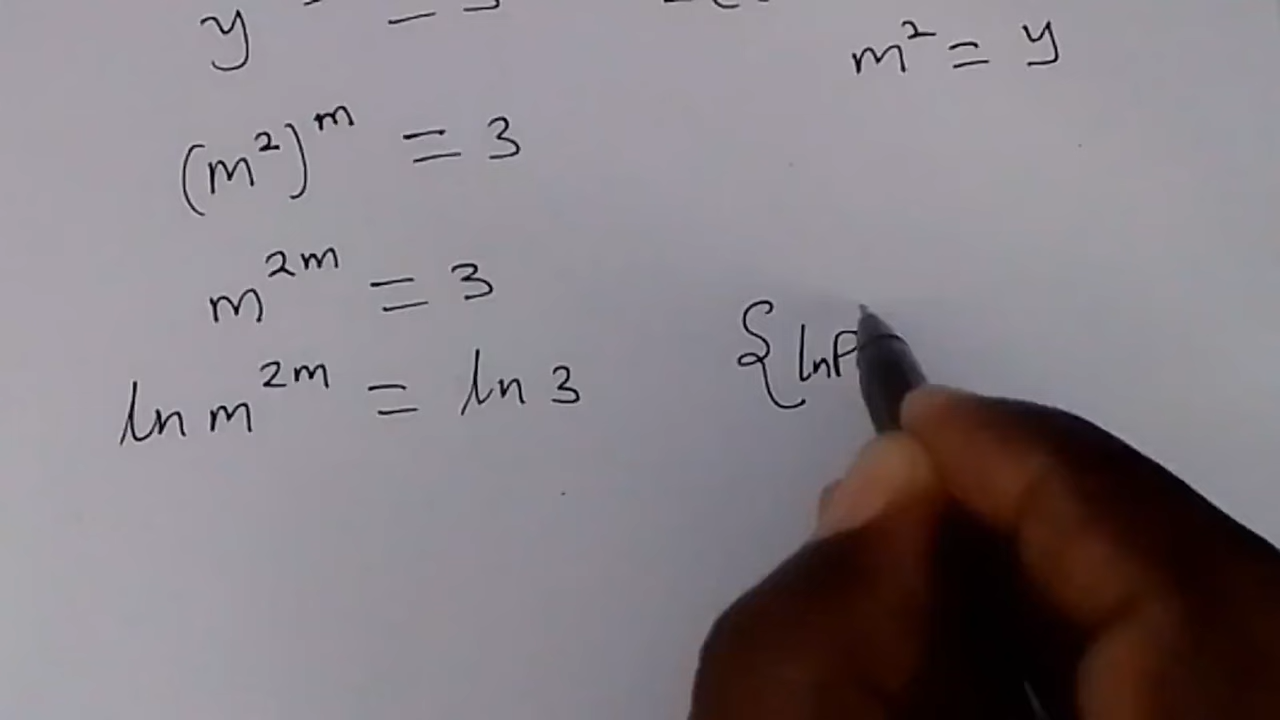 y
m² = y
(m²)^m = 3
m^2m = 3
ln m^2m = ln 3
{lnP